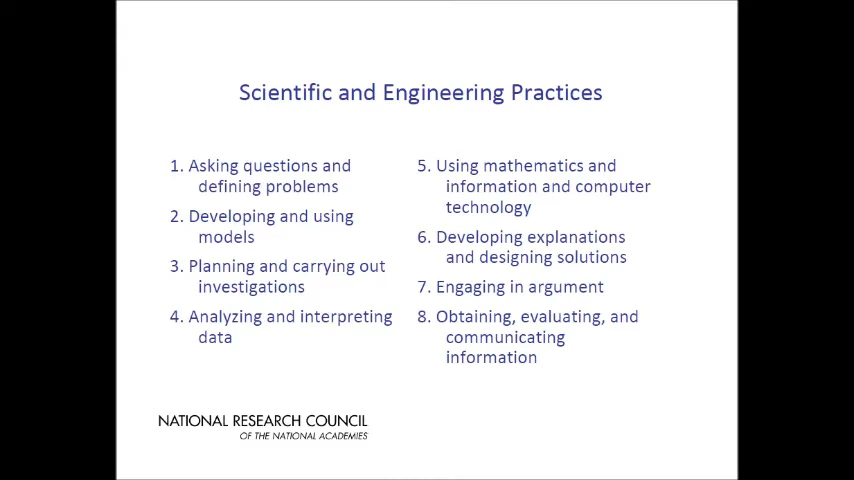 Scientific and Engineering Practices
1. Asking questions and
defining problems
2. Developing and using
models
3. Planning and carrying out
investigations
4. Analyzing and interpreting
data
5. Using mathematics and
information and computer
technology
6. Developing explanations
and designing solutions
7. Engaging in argument
8. Obtaining, evaluating, and
communicating
information
NATIONAL RESEARCH COUNCIL
OF THE NATIONAL ACADEMIES